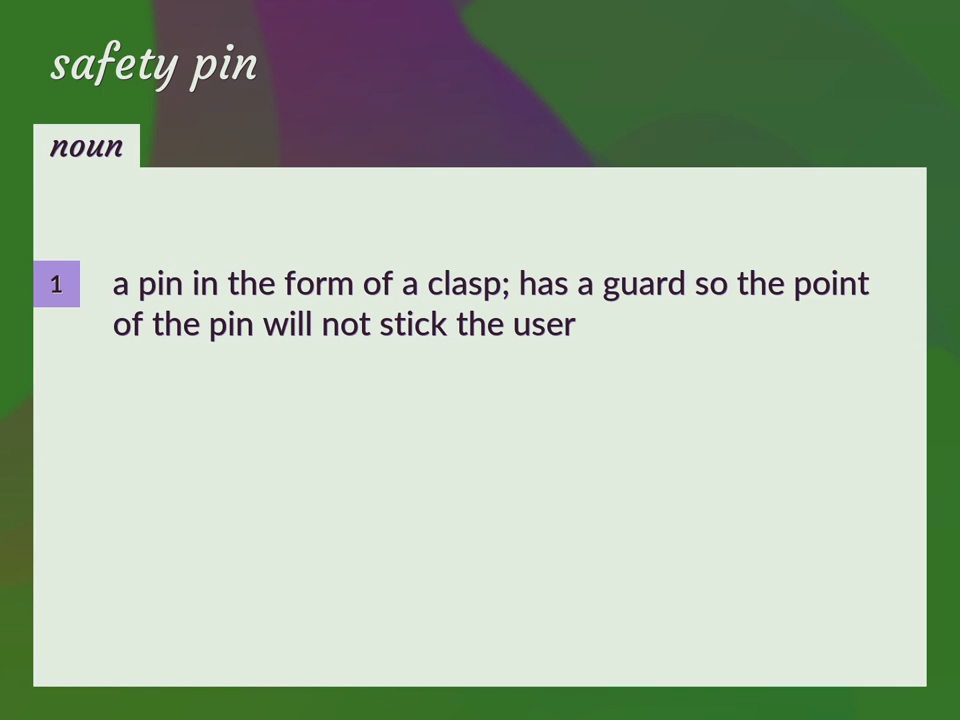 safety pin
noun
1
a pin in the form of a clasp; has a guard so the point
of the pin will not stick the user